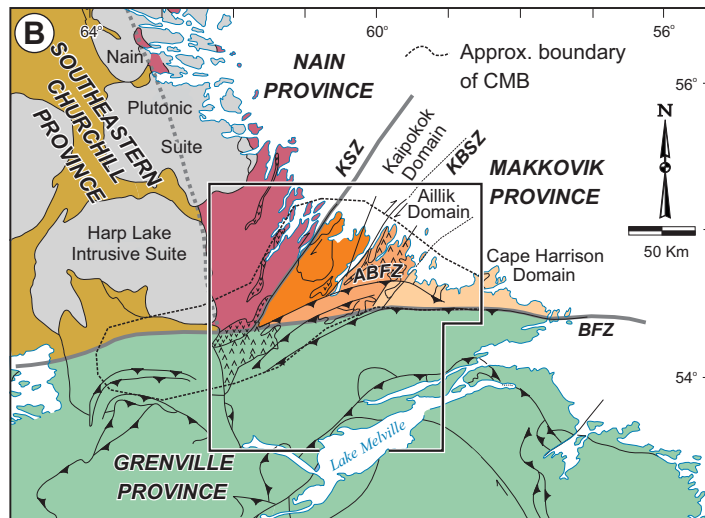 B
64°
60°
56°
Nain
NAIN
PROVINCE
Approx. boundary
of CMB
56°
SOUTHEASTERN
CHURCHILL
PROVINCE
Plutonic
Suite
KSZ
Kaipokok
Domain
KBSZ
N
MAKKOVIK
PROVINCE
Aillik
Domain
50 Km
Harp Lake
Intrusive Suite
ABFZ
Cape Harrison
Domain
BFZ
54°
GRENVILLE
PROVINCE
Lake Melville